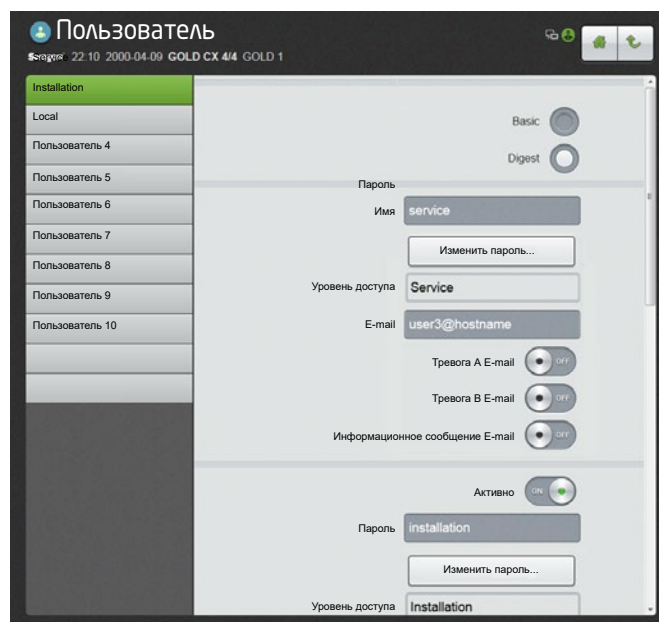 Пользователь
22:10 2000-04-09 GOLD CX 4/4 GOLD 1
Installation
Local
Пользователь 4
Пользователь 5
Пользователь 6
Пользователь 7
Пользователь 8
Пользователь 9
Пользователь 10
Basic
Digest
Пароль
Имя service
Изменить пароль...
Уровень доступа Service
E-mail user3@hostname
Тревога A E-mail OFF
Тревога B E-mail OFF
Информационное сообщение E-mail OFF
Активно ON
Пароль installation
Изменить пароль...
Уровень доступа Installation